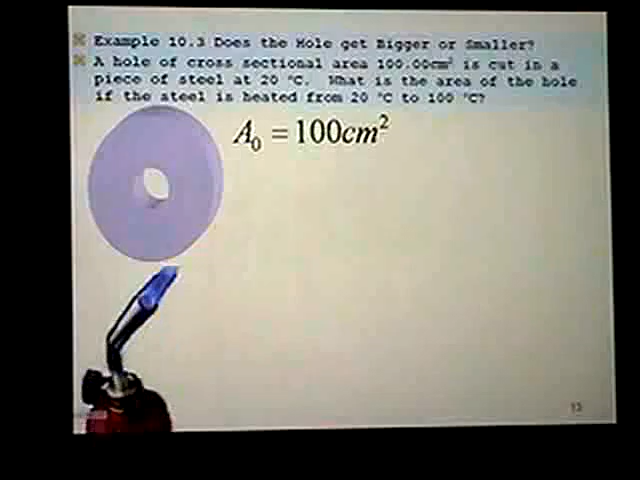 Example 10.3 Does the Hole get Bigger or Smaller?
A hole of cross sectional area 100.00cm² is cut in a
piece of steel at 20 °C. What is the area of the hole
if the steel is heated from 20 °C to 100 °C?
A₀ = 100cm²